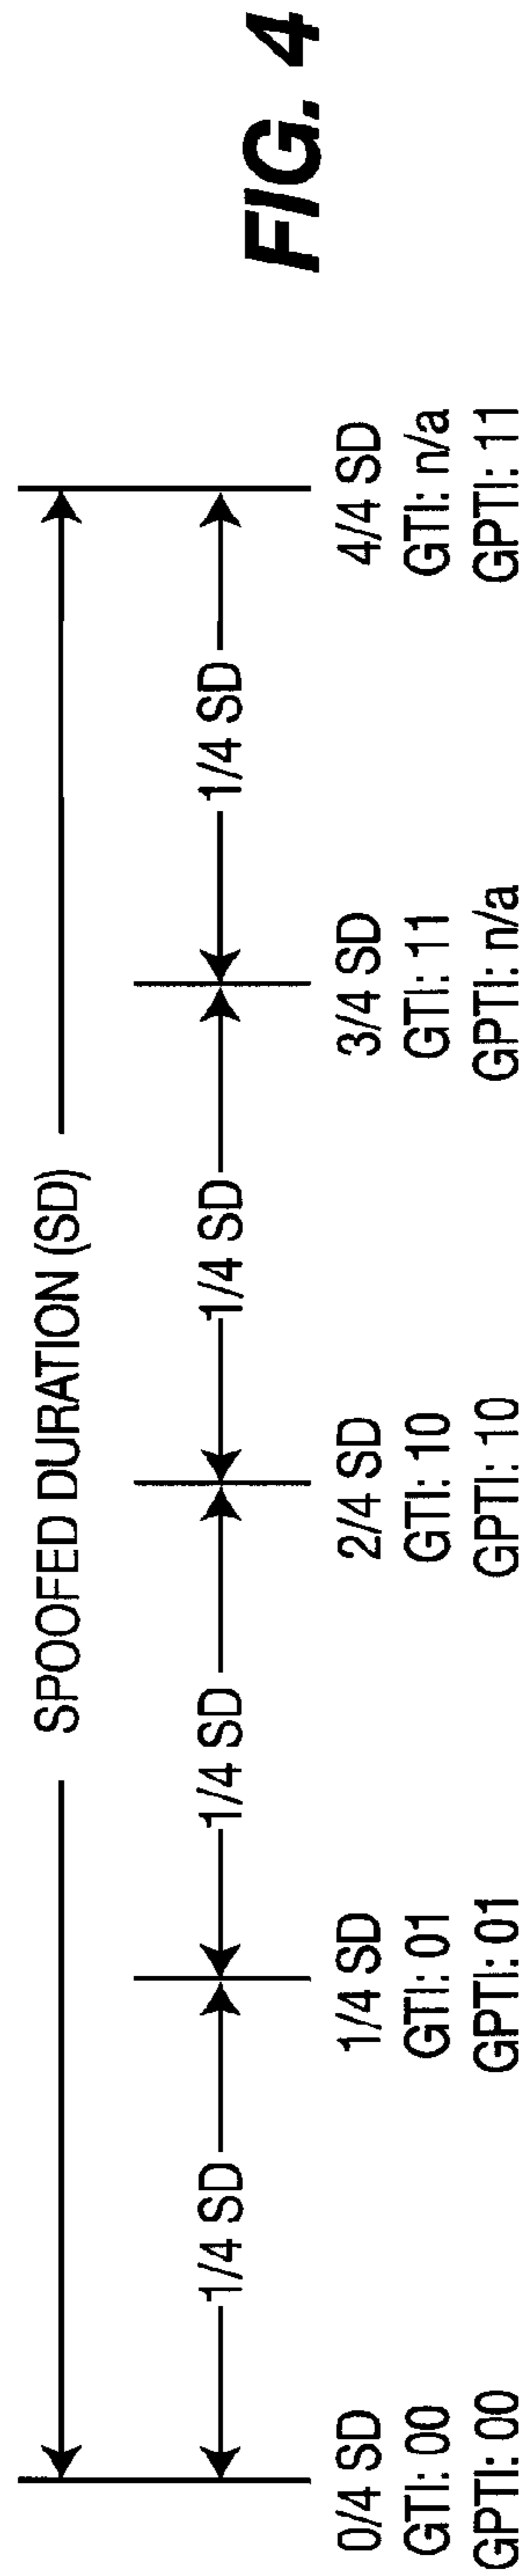 SPOOFED DURATION (SD)
1/4 SD
1/4 SD
1/4 SD
1/4 SD
0/4 SD
GTI: 00
GPTI: 00
1/4 SD
GTI: 01
GPTI: 01
2/4 SD
GTI: 10
GPTI: 10
3/4 SD
GTI: 11
GPTI: n/a
4/4 SD
GTI: n/a
GPTI: 11
FIG. 4